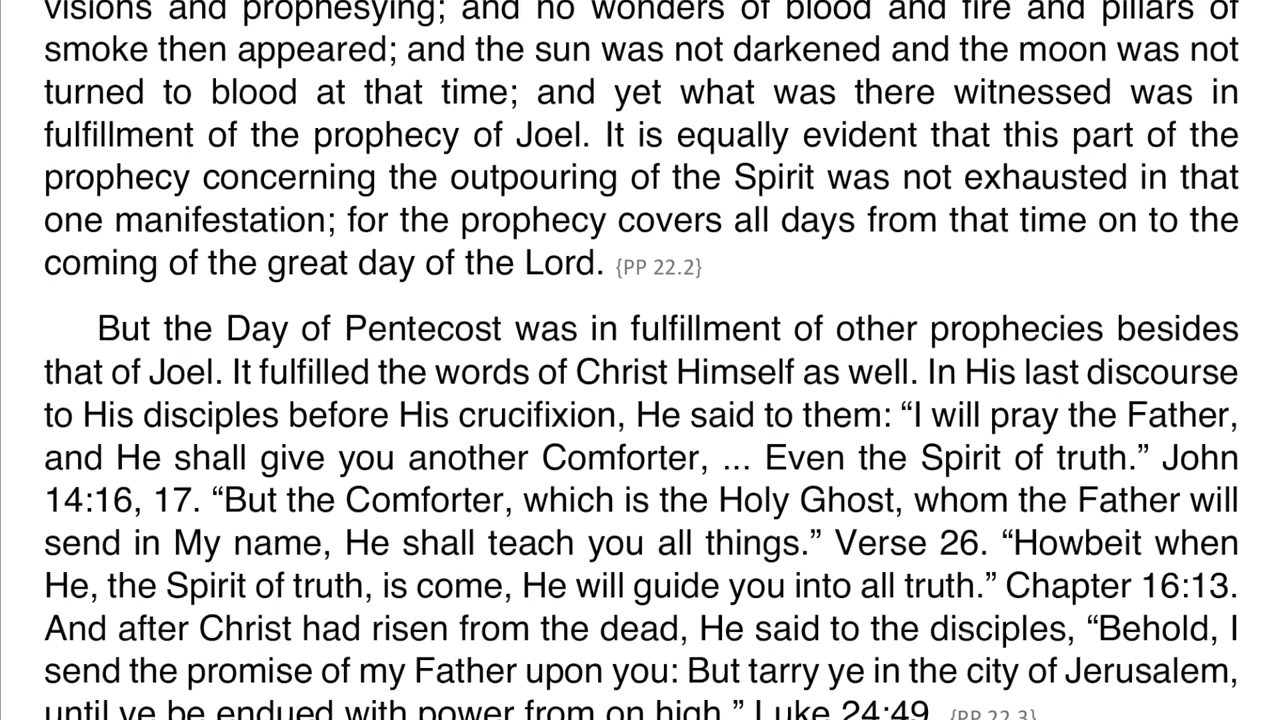 visions and prophesying; and no wonders of blood and fire and pillars of
smoke then appeared; and the sun was not darkened and the moon was not
turned to blood at that time; and yet what was there witnessed was in
fulfillment of the prophecy of Joel. It is equally evident that this part of the
prophecy concerning the outpouring of the Spirit was not exhausted in that
one manifestation; for the prophecy covers all days from that time on to the
coming of the great day of the Lord. {PP 22.2}
But the Day of Pentecost was in fulfillment of other prophecies besides
that of Joel. It fulfilled the words of Christ Himself as well. In His last discourse
to His disciples before His crucifixion, He said to them: “I will pray the Father,
and He shall give you another Comforter, ... Even the Spirit of truth.” John
14:16, 17. “But the Comforter, which is the Holy Ghost, whom the Father will
send in My name, He shall teach you all things.” Verse 26. “Howbeit when
He, the Spirit of truth, is come, He will guide you into all truth.” Chapter 16:13.
And after Christ had risen from the dead, He said to the disciples, “Behold, I
send the promise of my Father upon you: But tarry ye in the city of Jerusalem,
until ye be endued with power from on high.” Luke 24:49. {PP 22.3}